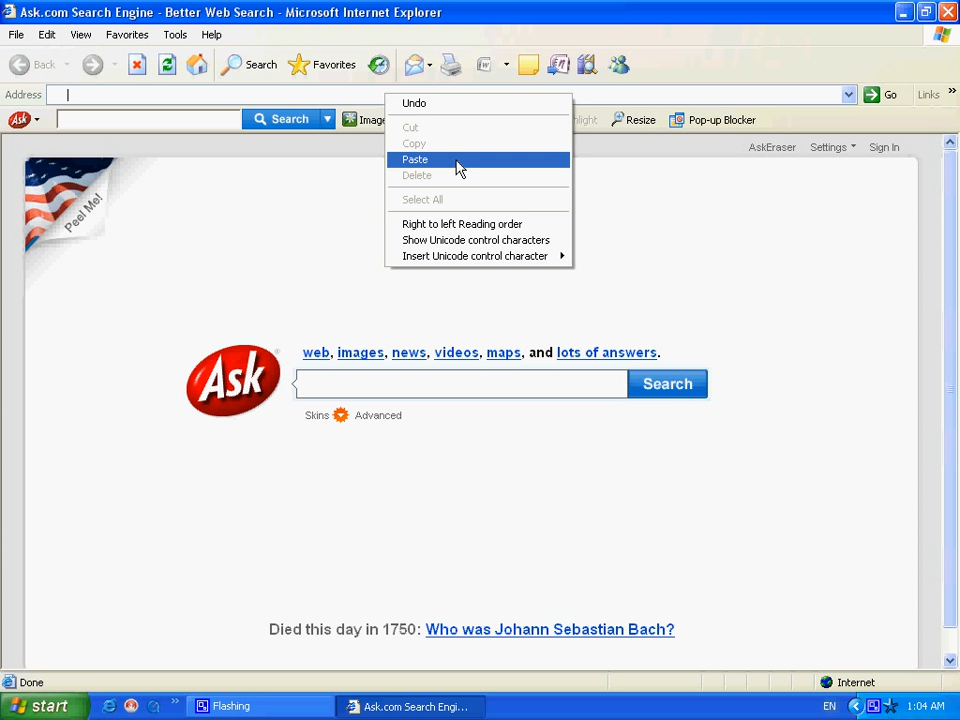 Ask.com Search Engine - Better Web Search - Microsoft Internet Explorer
File Edit View Favorites Tools Help
Back Search Favorites
Address Go Links »
Ask Search Image light Resize Pop-up Blocker
Undo
Cut
Copy
Paste
Delete
Select All
Right to left Reading order
Show Unicode control characters
Insert Unicode control character
AskEraser Settings Sign In
Peel Me!
web, images, news, videos, maps, and lots of answers.
Ask Search
Skins Advanced
Died this day in 1750: Who was Johann Sebastian Bach?
Done Internet
start » Flashing Ask.com Search Engi... EN 1:04 AM